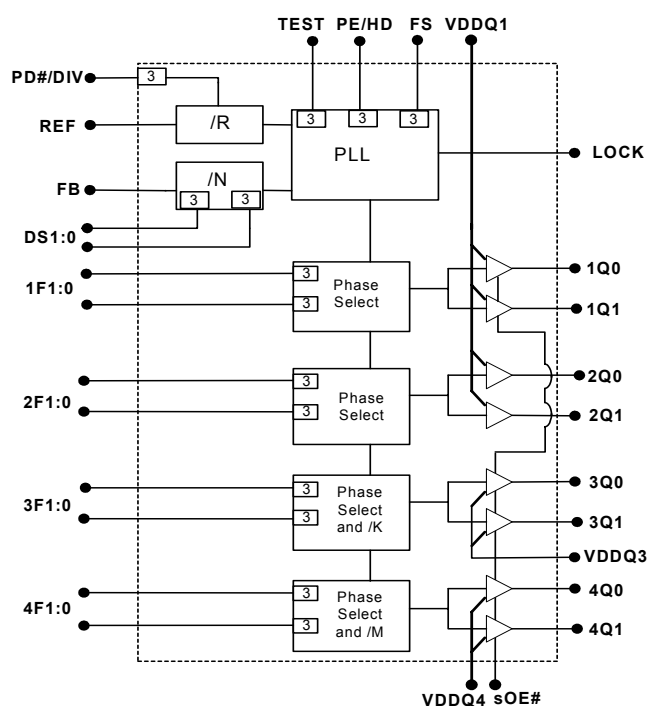 TEST PE/HD FS VDDQ1
PD#/DIV 3
REF /R 3 3 3
PLL LOCK
FB /N
3 3
DS1:0
1F1:0 3 3 Phase Select 1Q0 1Q1
2F1:0 3 3 Phase Select 2Q0 2Q1
3F1:0 3 3 Phase Select and /K 3Q0 3Q1
VDDQ3
4F1:0 3 3 Phase Select and /M 4Q0 4Q1
VDDQ4 sOE#